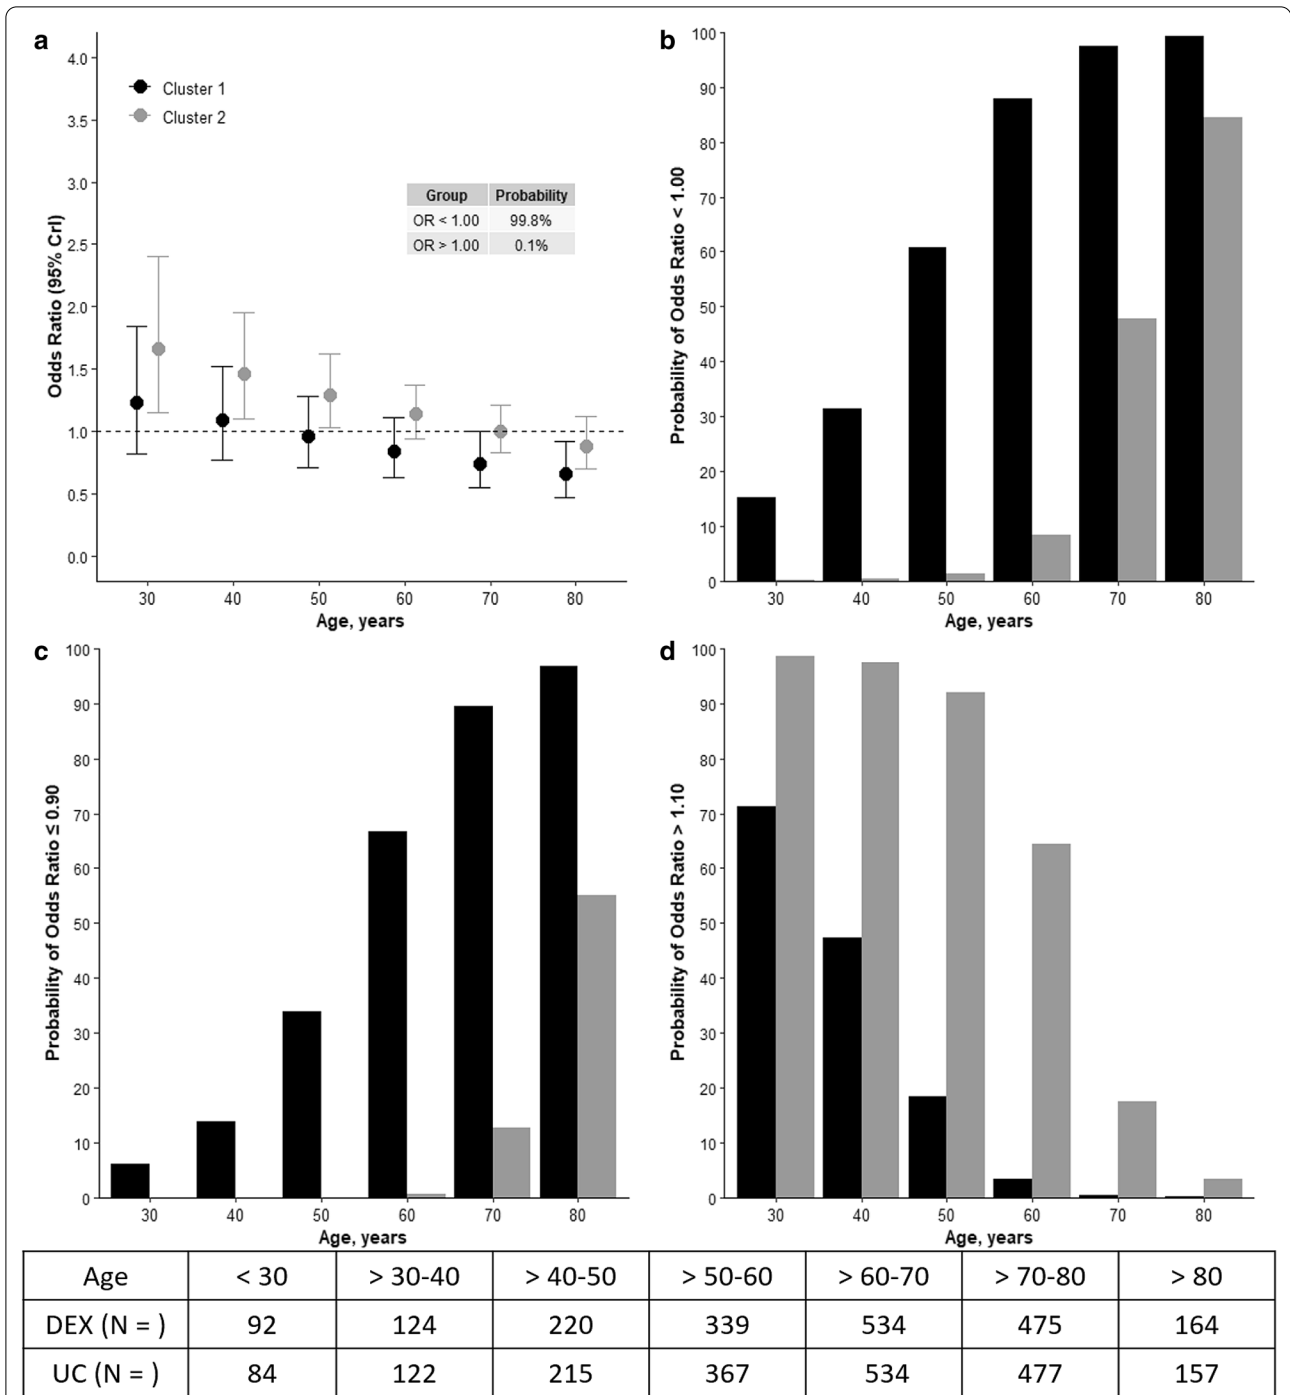 a
Odds Ratio (95% CrI)
4.0
3.5
3.0
2.5
2.0
1.5
1.0
0.5
0.0
Cluster 1
Cluster 2
Group Probability
OR < 1.00 99.8%
OR > 1.00 0.1%
30 40 50 60 70 80
Age, years
b
Probability of Odds Ratio < 1.00
100
90
80
70
60
50
40
30
20
10
0
30 40 50 60 70 80
Age, years
c
Probability of Odds Ratio ≤ 0.90
100
90
80
70
60
50
40
30
20
10
0
30 40 50 60 70 80
Age, years
d
Probability of Odds Ratio > 1.10
100
90
80
70
60
50
40
30
20
10
0
30 40 50 60 70 80
Age, years
Age < 30 > 30-40 > 40-50 > 50-60 > 60-70 > 70-80 > 80
DEX (N = ) 92 124 220 339 534 475 164
UC (N = ) 84 122 215 367 534 477 157